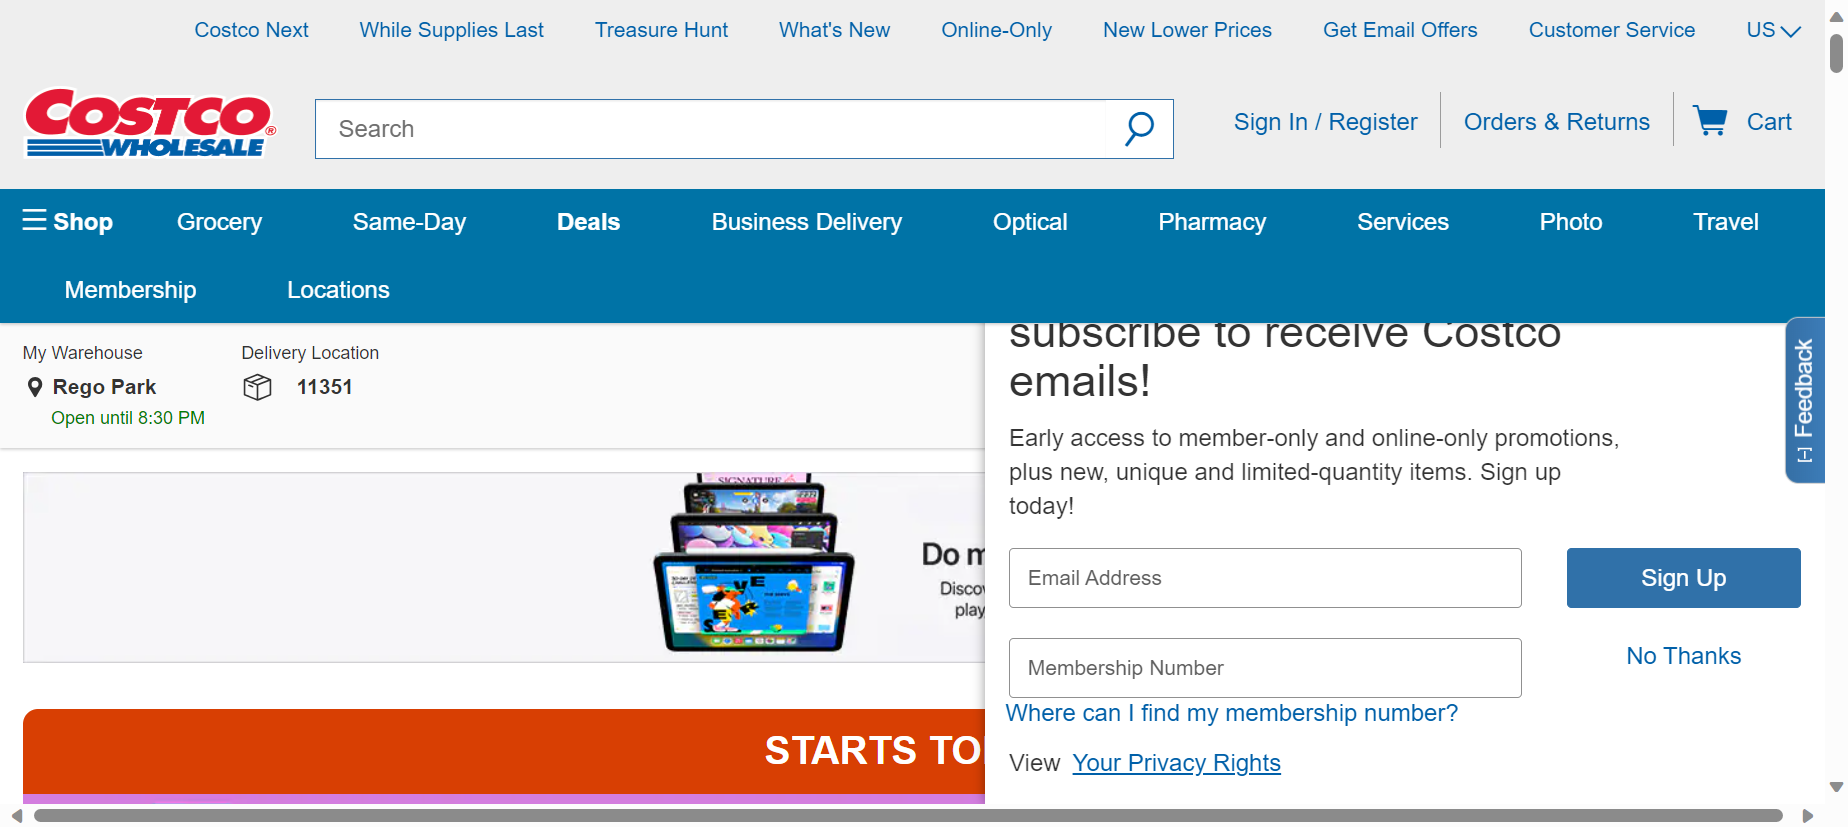 Costco Next While Supplies Last Treasure Hunt What's New Online-Only New Lower Prices Get Email Offers Customer Service US
COSTCO WHOLESALE
Search
Sign In / Register Orders & Returns Cart
Shop Grocery Same-Day Deals Business Delivery Optical Pharmacy Services Photo Travel
Membership Locations
My Warehouse
Rego Park
Open until 8:30 PM
Delivery Location
11351
SIGNATURE
Do m
Discov
play,
STARTS TO
subscribe to receive Costco
emails!
Early access to member-only and online-only promotions,
plus new, unique and limited-quantity items. Sign up
today!
Email Address
Sign Up
Membership Number
No Thanks
Where can I find my membership number?
View Your Privacy Rights
[-] Feedback